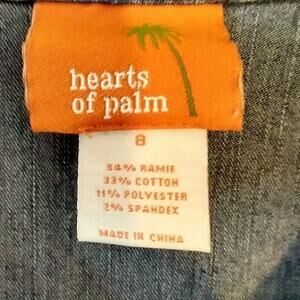 hearts
of palm
8
54% RAMIE
33% COTTON
11% POLYESTER
2% SPANDEX
MADE IN CHINA